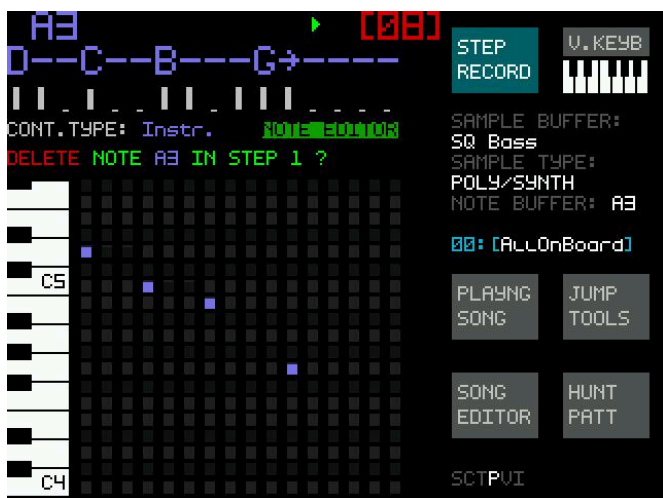 A3 [08]
D--C--B---G→-----
CONT.TYPE: Instr. NOTE EDITOR
DELETE NOTE A3 IN STEP 1 ?
C5
C4
STEP RECORD
V.KEYB
SAMPLE BUFFER:
SQ Bass
SAMPLE TYPE:
POLY/SYNTH
NOTE BUFFER: A3
00:[AllOnBoard]
PLAYNG SONG
JUMP TOOLS
SONG EDITOR
HUNT PATT
SCTPVI